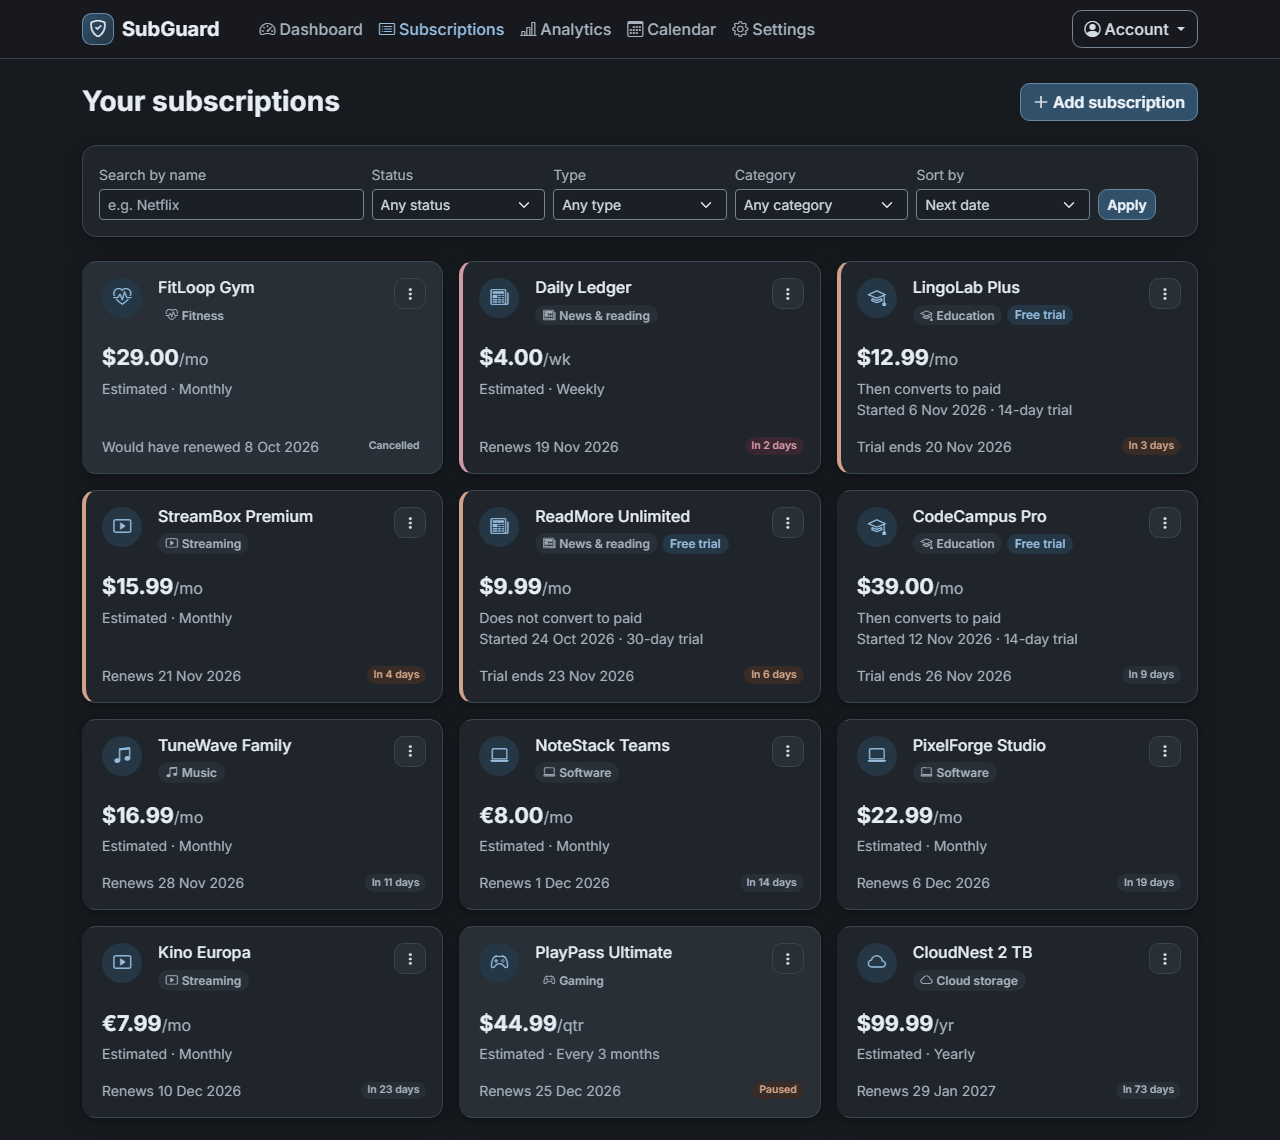 SubGuard
Dashboard
Subscriptions
Analytics
Calendar
Settings
Account
Your subscriptions
+ Add subscription
Search by name
e.g. Netflix
Status
Any status
Type
Any type
Category
Any category
Sort by
Next date
Apply
FitLoop Gym
Fitness
$29.00/mo
Estimated · Monthly
Would have renewed 8 Oct 2026
Cancelled
Daily Ledger
News & reading
$4.00/wk
Estimated · Weekly
Renews 19 Nov 2026
In 2 days
LingoLab Plus
Education
Free trial
$12.99/mo
Then converts to paid
Started 6 Nov 2026 · 14-day trial
Trial ends 20 Nov 2026
In 3 days
StreamBox Premium
Streaming
$15.99/mo
Estimated · Monthly
Renews 21 Nov 2026
In 4 days
ReadMore Unlimited
News & reading
Free trial
$9.99/mo
Does not convert to paid
Started 24 Oct 2026 · 30-day trial
Trial ends 23 Nov 2026
In 6 days
CodeCampus Pro
Education
Free trial
$39.00/mo
Then converts to paid
Started 12 Nov 2026 · 14-day trial
Trial ends 26 Nov 2026
In 9 days
TuneWave Family
Music
$16.99/mo
Estimated · Monthly
Renews 28 Nov 2026
In 11 days
NoteStack Teams
Software
€8.00/mo
Estimated · Monthly
Renews 1 Dec 2026
In 14 days
PixelForge Studio
Software
$22.99/mo
Estimated · Monthly
Renews 6 Dec 2026
In 19 days
Kino Europa
Streaming
€7.99/mo
Estimated · Monthly
Renews 10 Dec 2026
In 23 days
PlayPass Ultimate
Gaming
$44.99/qtr
Estimated · Every 3 months
Renews 25 Dec 2026
Paused
CloudNest 2 TB
Cloud storage
$99.99/yr
Estimated · Yearly
Renews 29 Jan 2027
In 73 days